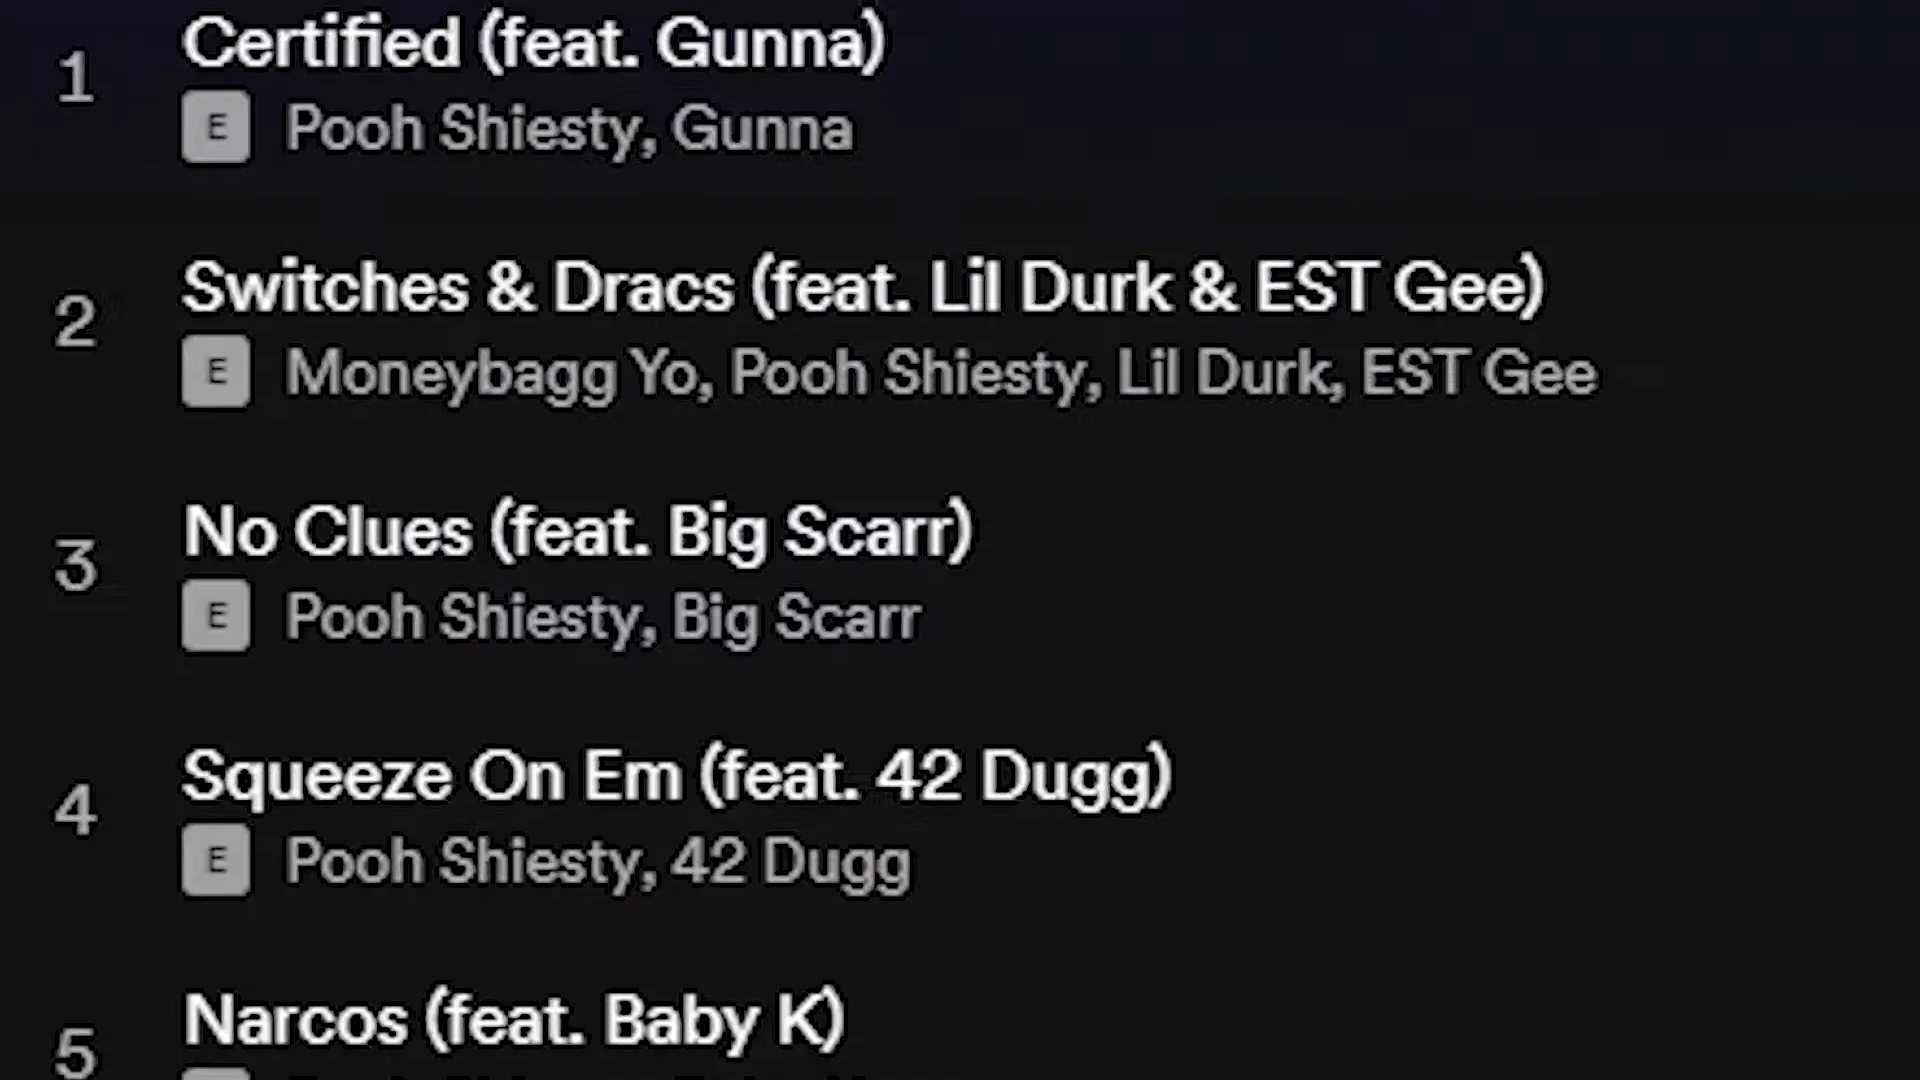 1
Certified (feat. Gunna)
E Pooh Shiesty, Gunna
2
Switches & Dracs (feat. Lil Durk & EST Gee)
E Moneybagg Yo, Pooh Shiesty, Lil Durk, EST Gee
3
No Clues (feat. Big Scarr)
E Pooh Shiesty, Big Scarr
4
Squeeze On Em (feat. 42 Dugg)
E Pooh Shiesty, 42 Dugg
5
Narcos (feat. Baby K)